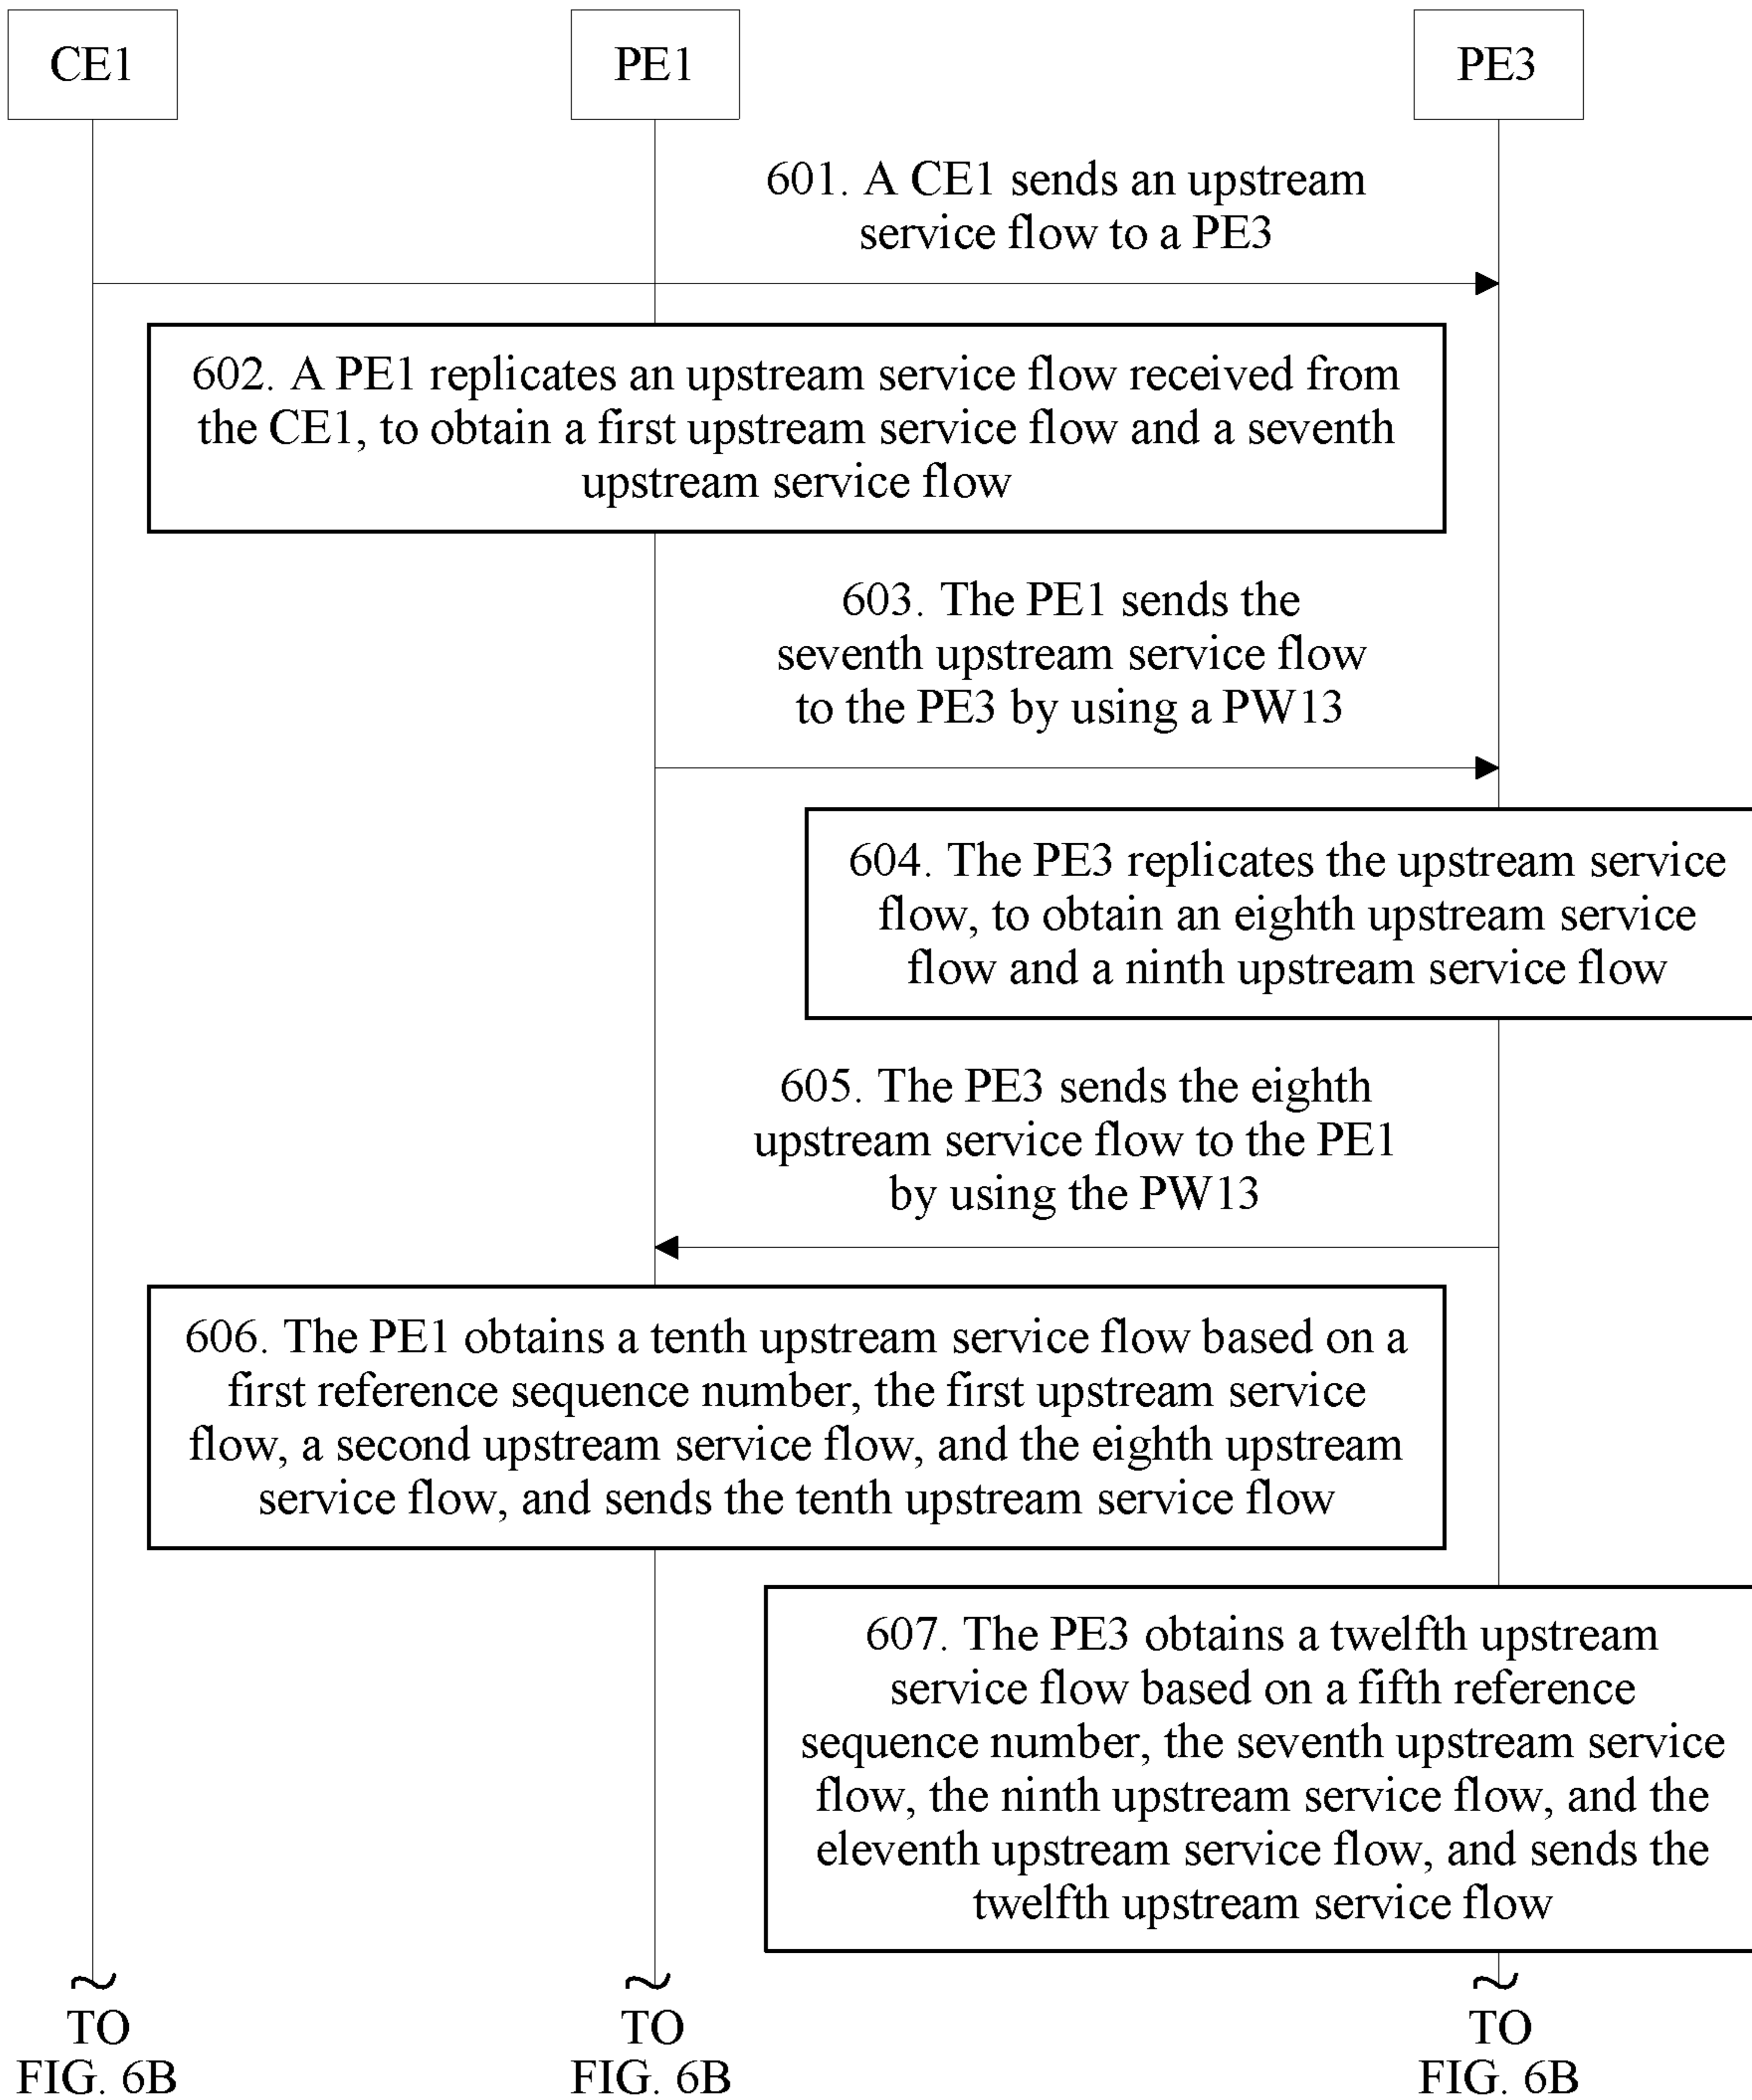 CE1
PE1
PE3
601. A CE1 sends an upstream
service flow to a PE3
602. A PE1 replicates an upstream service flow received from
the CE1, to obtain a first upstream service flow and a seventh
upstream service flow
603. The PE1 sends the
seventh upstream service flow
to the PE3 by using a PW13
604. The PE3 replicates the upstream service
flow, to obtain an eighth upstream service
flow and a ninth upstream service flow
605. The PE3 sends the eighth
upstream service flow to the PE1
by using the PW13
606. The PE1 obtains a tenth upstream service flow based on a
first reference sequence number, the first upstream service
flow, a second upstream service flow, and the eighth upstream
service flow, and sends the tenth upstream service flow
607. The PE3 obtains a twelfth upstream
service flow based on a fifth reference
sequence number, the seventh upstream service
flow, the ninth upstream service flow, and the
eleventh upstream service flow, and sends the
twelfth upstream service flow
TO
FIG. 6B
TO
FIG. 6B
TO
FIG. 6B